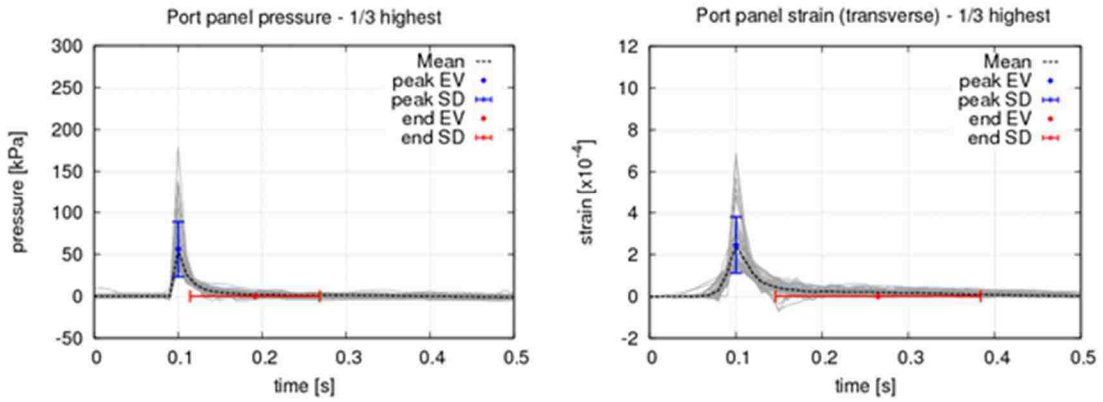 Port panel pressure - 1/3 highest
300
250
200
150
100
50
0
-50
pressure [kPa]
Mean
peak EV
peak SD
end EV
end SD
0
0.1
0.2
0.3
0.4
0.5
time [s]
Port panel strain (transverse) - 1/3 highest
12
10
8
6
4
2
0
-2
strain [x10⁻⁴]
Mean
peak EV
peak SD
end EV
end SD
0
0.1
0.2
0.3
0.4
0.5
time [s]